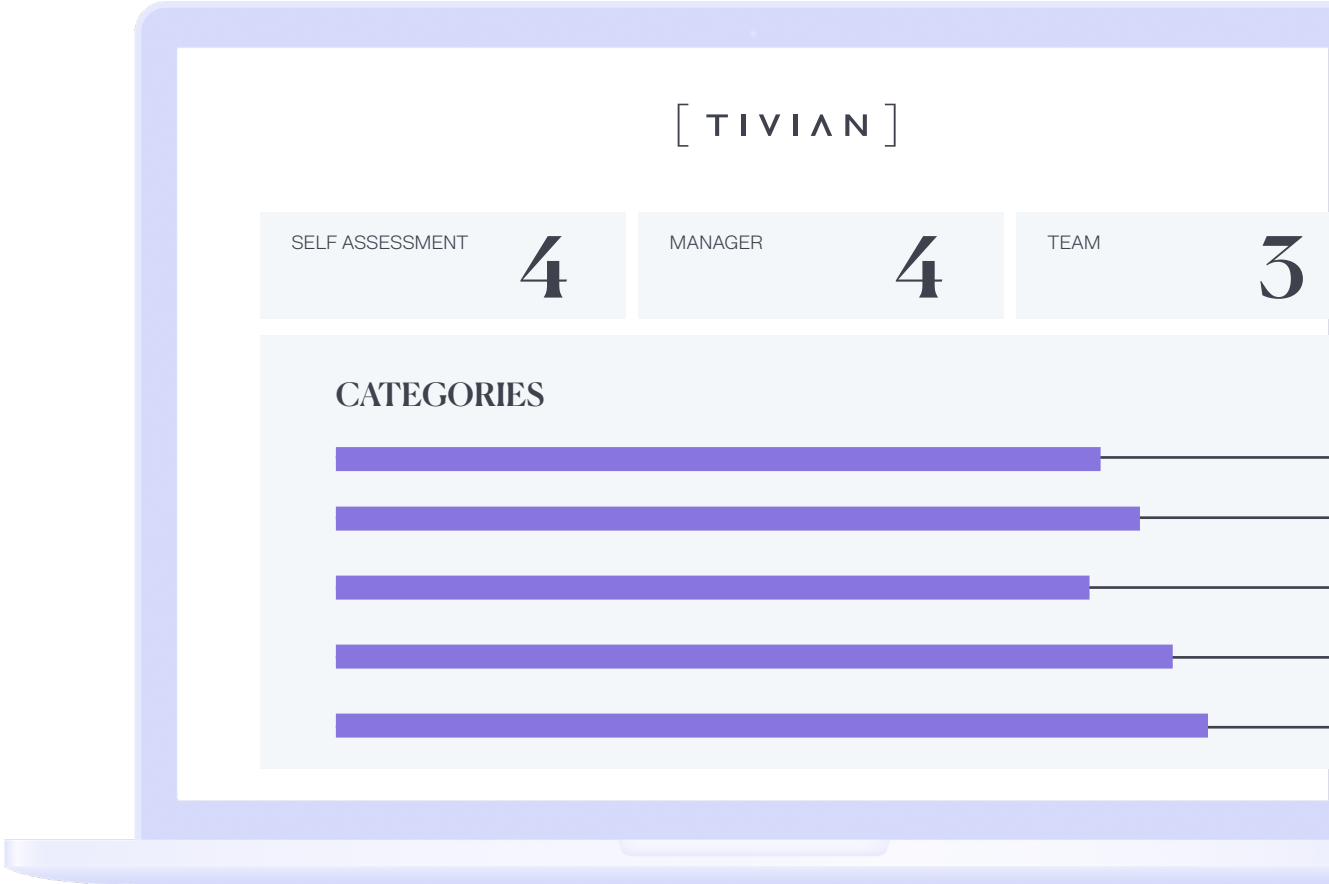 [ TIVIAN ]
SELF ASSESSMENT 4
MANAGER 4
TEAM 3
CATEGORIES